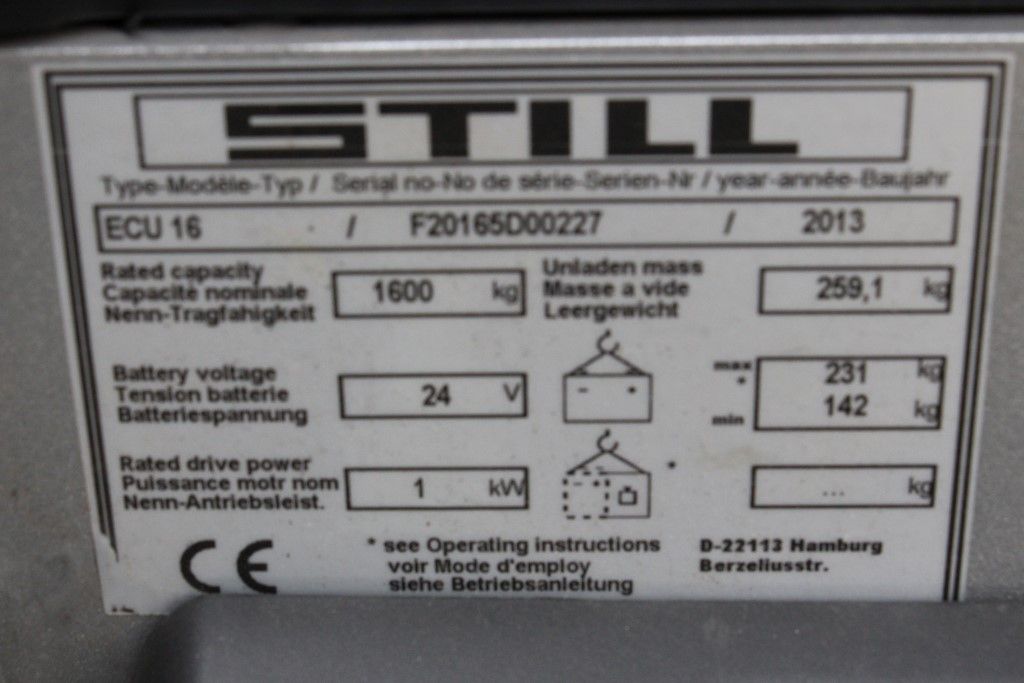 STILL
Type-Modèle-Typ / Serial no-No de série-Serien-Nr / year-année-Baujahr
ECU 16 / F20165D00227 / 2013
Rated capacity
Capacité nominale
Nenn-Tragfahigkeit
1600 kg
Unladen mass
Masse a vide
Leergewicht
259,1 kg
Battery voltage
Tension batterie
Batteriespannung
24 V
- +
max 231 kg
*
min 142 kg
Rated drive power
Puissance motr nom
Nenn-Antriebsleist.
1 kW
- +
*
... kg
CE
* see Operating instructions
voir Mode d'employ
siehe Betriebsanleitung
D-22113 Hamburg
Berzeliusstr.